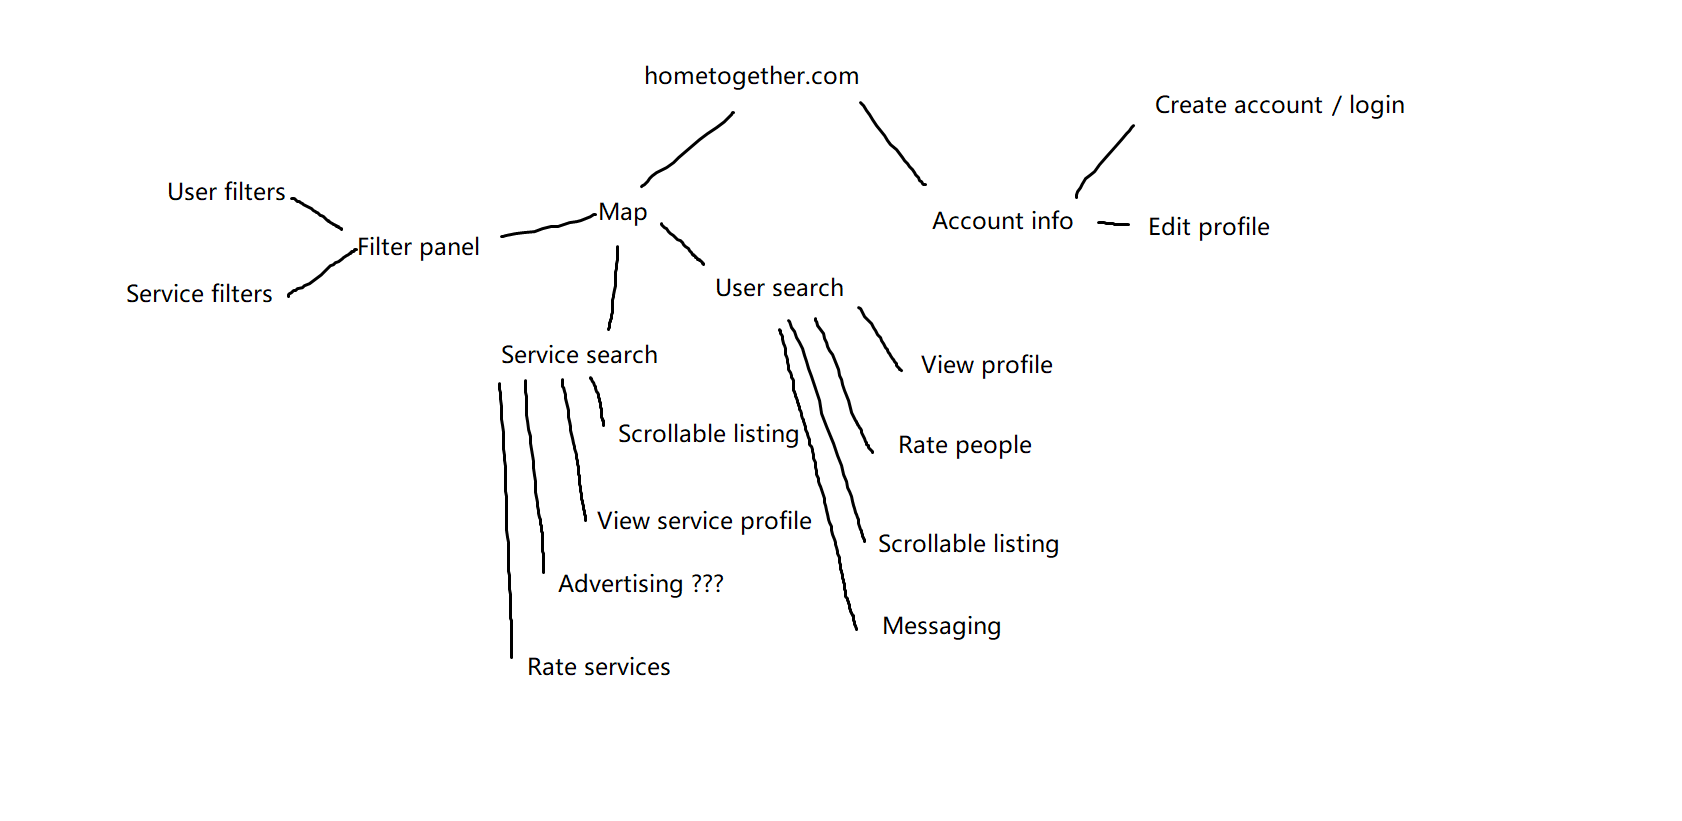 hometogether.com
Create account / login
User filters
Map
Account info
Edit profile
Filter panel
Service filters
User search
Service search
View profile
Scrollable listing
Rate people
View service profile
Scrollable listing
Advertising ???
Messaging
Rate services